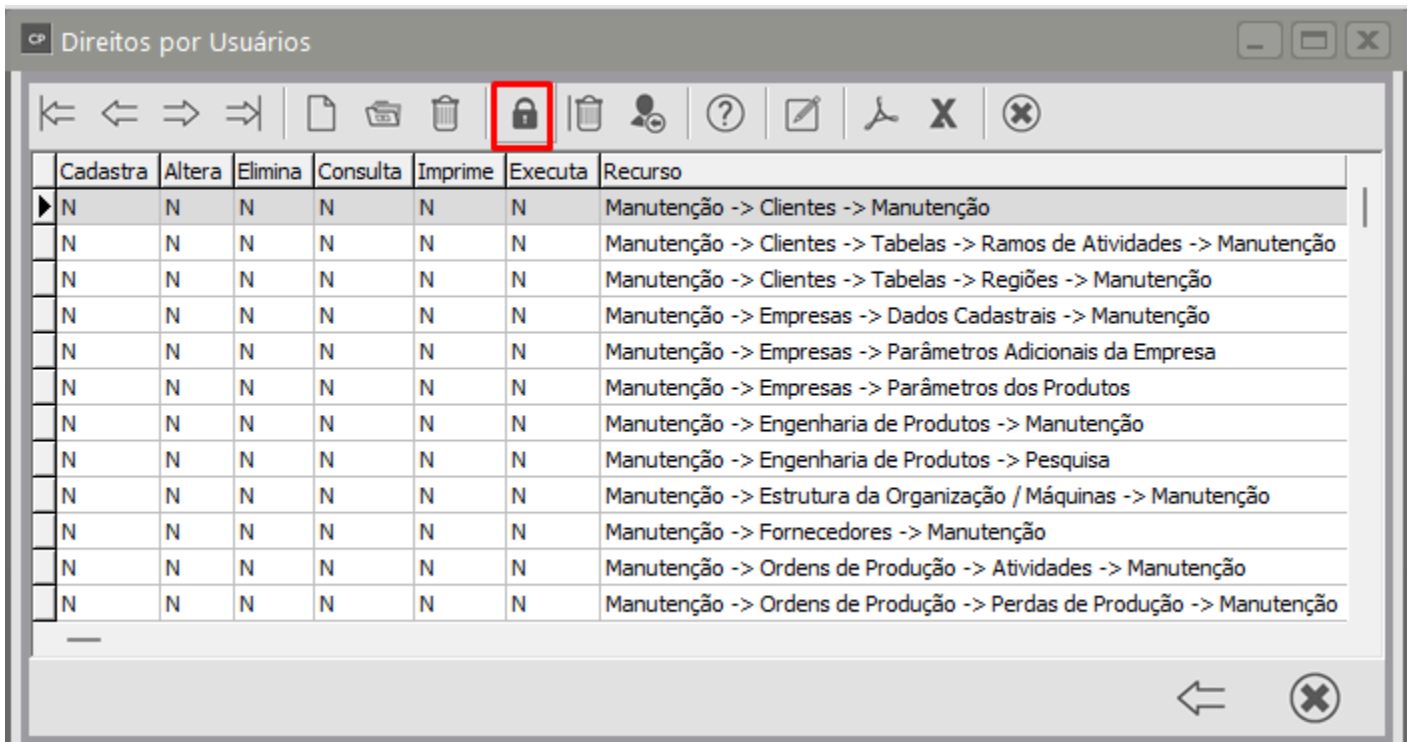 CP Direitos por Usuários
Cadastra Altera Elimina Consulta Imprime Executa Recurso
N N N N N N Manutenção -> Clientes -> Manutenção
N N N N N N Manutenção -> Clientes -> Tabelas -> Ramos de Atividades -> Manutenção
N N N N N N Manutenção -> Clientes -> Tabelas -> Regiões -> Manutenção
N N N N N N Manutenção -> Empresas -> Dados Cadastrais -> Manutenção
N N N N N N Manutenção -> Empresas -> Parâmetros Adicionais da Empresa
N N N N N N Manutenção -> Empresas -> Parâmetros dos Produtos
N N N N N N Manutenção -> Engenharia de Produtos -> Manutenção
N N N N N N Manutenção -> Engenharia de Produtos -> Pesquisa
N N N N N N Manutenção -> Estrutura da Organização / Máquinas -> Manutenção
N N N N N N Manutenção -> Fornecedores -> Manutenção
N N N N N N Manutenção -> Ordens de Produção -> Atividades -> Manutenção
N N N N N N Manutenção -> Ordens de Produção -> Perdas de Produção -> Manutenção